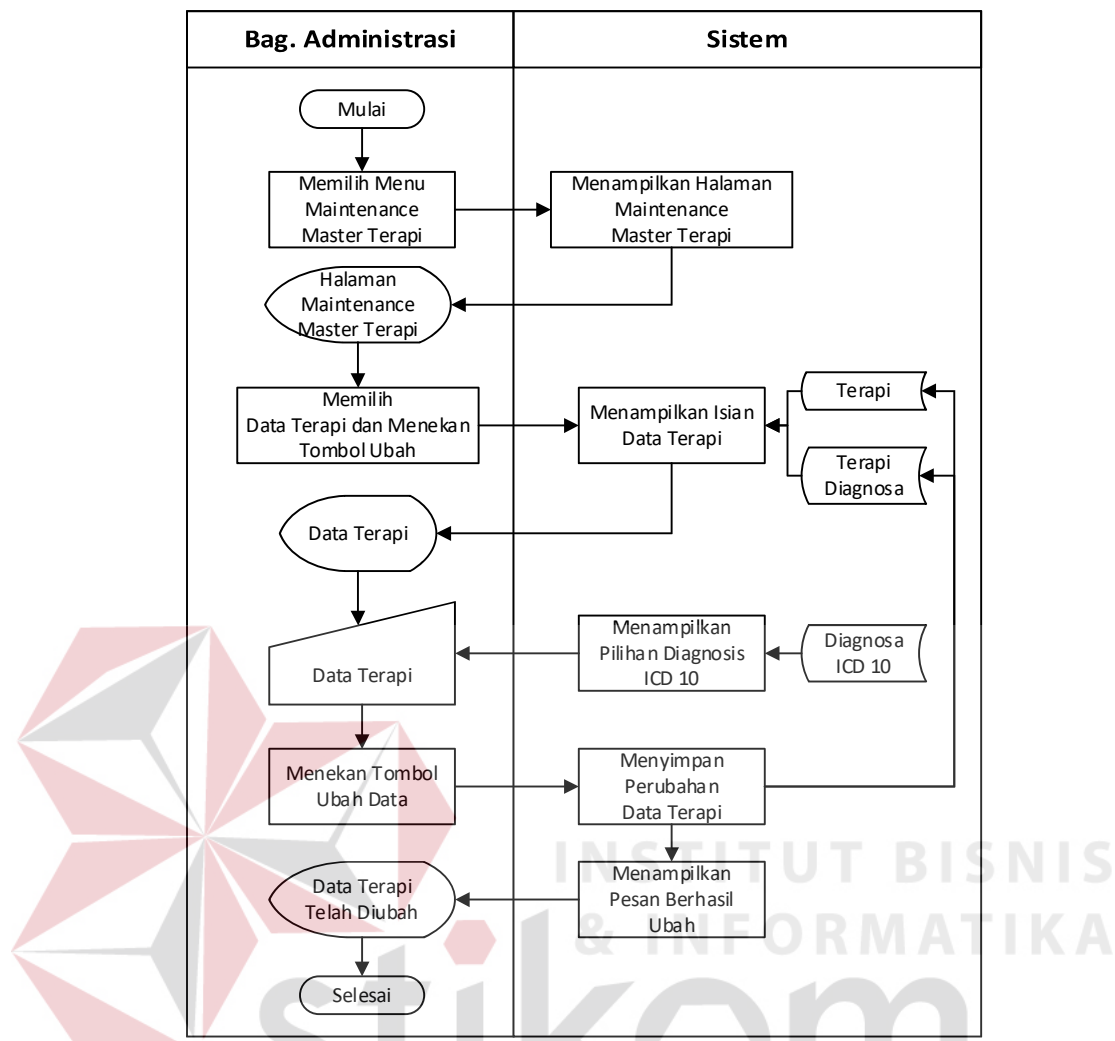 Bag. Administrasi
Sistem
Mulai
Memilih Menu
Maintenance
Master Terapi
Menampilkan Halaman
Maintenance
Master Terapi
Halaman
Maintenance
Master Terapi
Memilih
Data Terapi dan Menekan
Tombol Ubah
Menampilkan Isian
Data Terapi
Terapi
Terapi
Diagnosa
Data Terapi
Data Terapi
Menampilkan
Pilihan Diagnosis
ICD 10
Diagnosa
ICD 10
Menekan Tombol
Ubah Data
Menyimpan
Perubahan
Data Terapi
Menampilkan
Pesan Berhasil
Ubah
Data Terapi
Telah Diubah
Selesai
INSTITUT BISNIS
& INFORMATIKA
stikom